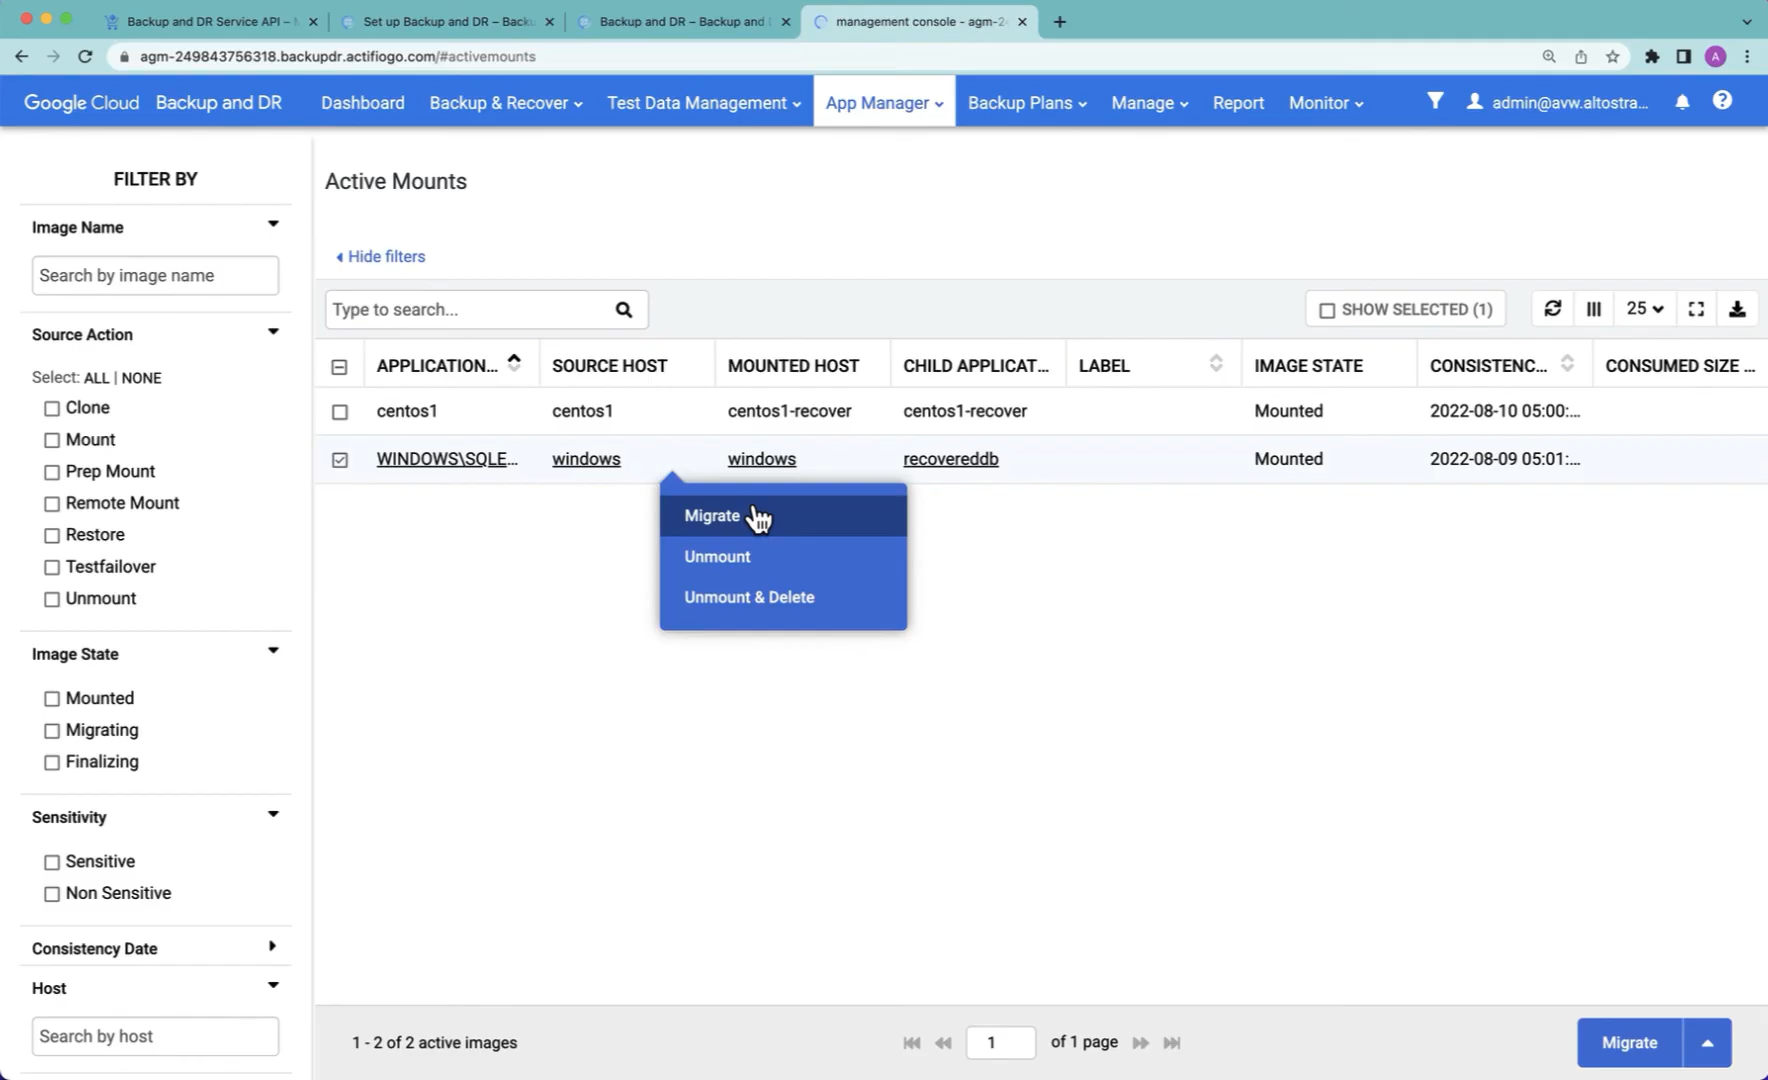 Backup and DR Service API – M
Set up Backup and DR – Backu
Backup and DR – Backup and D
management console - agm-24
agm-249843756318.backupdr.actifiogo.com/#activemounts
A
Google Cloud Backup and DR
Dashboard
Backup & Recover
Test Data Management
App Manager
Backup Plans
Manage
Report
Monitor
admin@avw.altostra...
FILTER BY
Image Name
Search by image name
Source Action
Select: ALL | NONE
Clone
Mount
Prep Mount
Remote Mount
Restore
Testfailover
Unmount
Image State
Mounted
Migrating
Finalizing
Sensitivity
Sensitive
Non Sensitive
Consistency Date
Host
Search by host
Active Mounts
Hide filters
Type to search...
SHOW SELECTED (1)
25
APPLICATION... SOURCE HOST MOUNTED HOST CHILD APPLICAT... LABEL IMAGE STATE CONSISTENC... CONSUMED SIZE ...
centos1 centos1 centos1-recover centos1-recover Mounted 2022-08-10 05:00:...
WINDOWS\SQLE... windows windows recovereddb Mounted 2022-08-09 05:01:...
Migrate
Unmount
Unmount & Delete
1 - 2 of 2 active images
1 of 1 page
Migrate